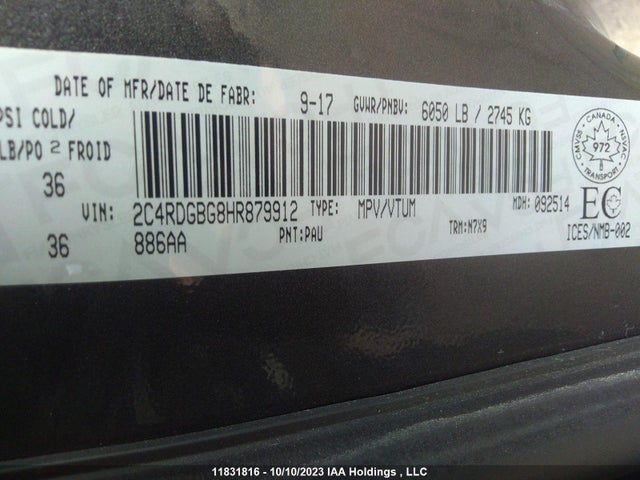 DATE OF MFR/DATE DE FABR: 9-17 GVWR/PNBV: 6050 LB / 2745 KG
PSI COLD/
LB/PO 2 FROID
36
VIN: 2C4RDGBG8HR879912 TYPE: MPV/VTUM MDH: 092514
36 886AA PNT:PAU TRM:N7X9
CMVSS · CANADA · NSVAC
972
TRANSPORT
EC
ICES/NMB-002
11831816 - 10/10/2023 IAA Holdings , LLC